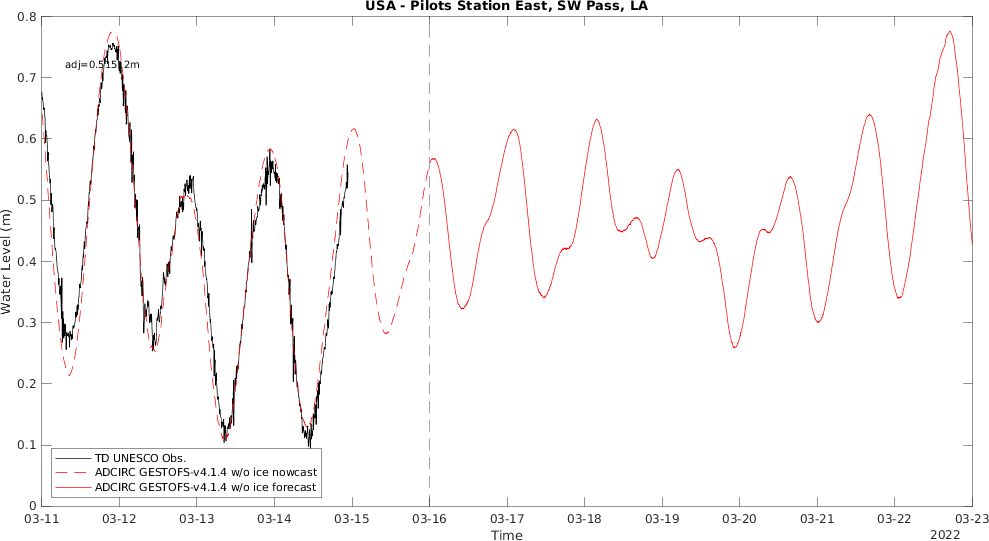 USA - Pilots Station East, SW Pass, LA
0.8
0.7
0.6
0.5
0.4
0.3
0.2
0.1
0
Water Level (m)
TD UNESCO Obs.
ADCIRC GESTOFS-v4.1.4 w/o ice nowcast
ADCIRC GESTOFS-v4.1.4 w/o ice forecast
03-11 03-12 03-13 03-14 03-15 03-16 03-17 03-18 03-19 03-20 03-21 03-22 03-23
Time
2022